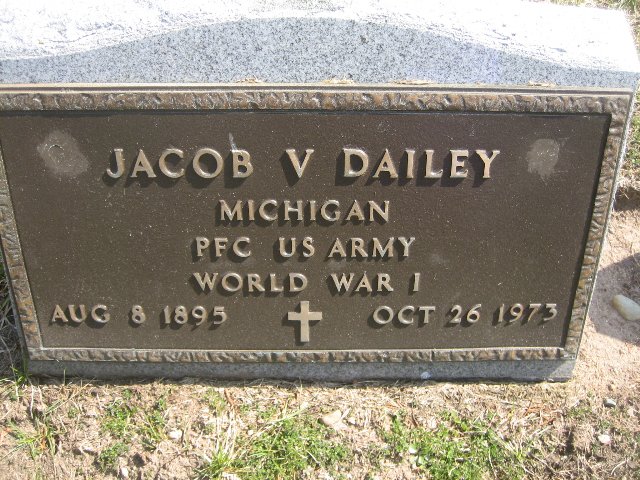 JACOB V DAILEY
MICHIGAN
PFC US ARMY
WORLD WAR I
AUG 8 1895 OCT 26 1973